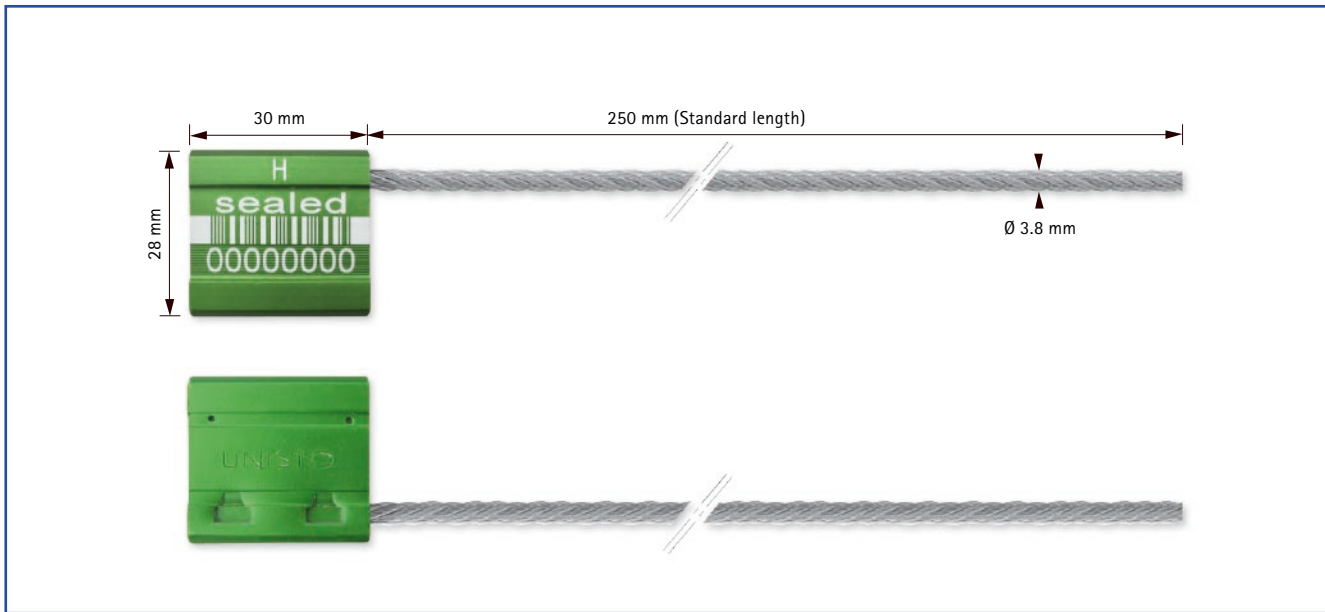 30 mm
250 mm (Standard length)
H
sealed
00000000
28 mm
Ø 3.8 mm
UNISTO